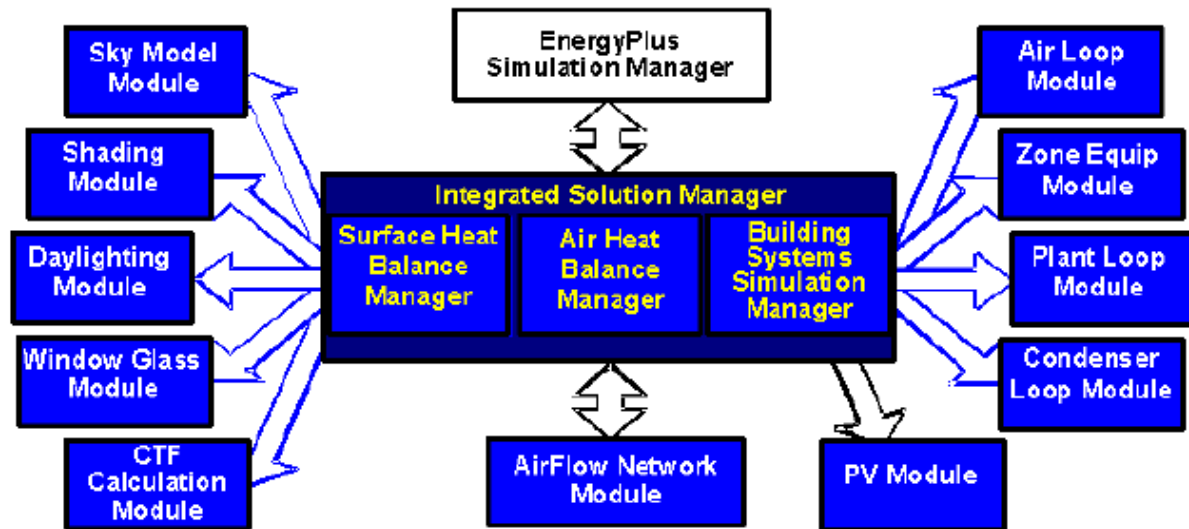 EnergyPlus
Simulation Manager
Sky Model
Module
Shading
Module
Daylighting
Module
Window Glass
Module
CTF
Calculation
Module
Integrated Solution Manager
Surface Heat
Balance
Manager
Air Heat
Balance
Manager
Building
Systems
Simulation
Manager
AirFlow Network
Module
PV Module
Air Loop
Module
Zone Equip
Module
Plant Loop
Module
Condenser
Loop Module